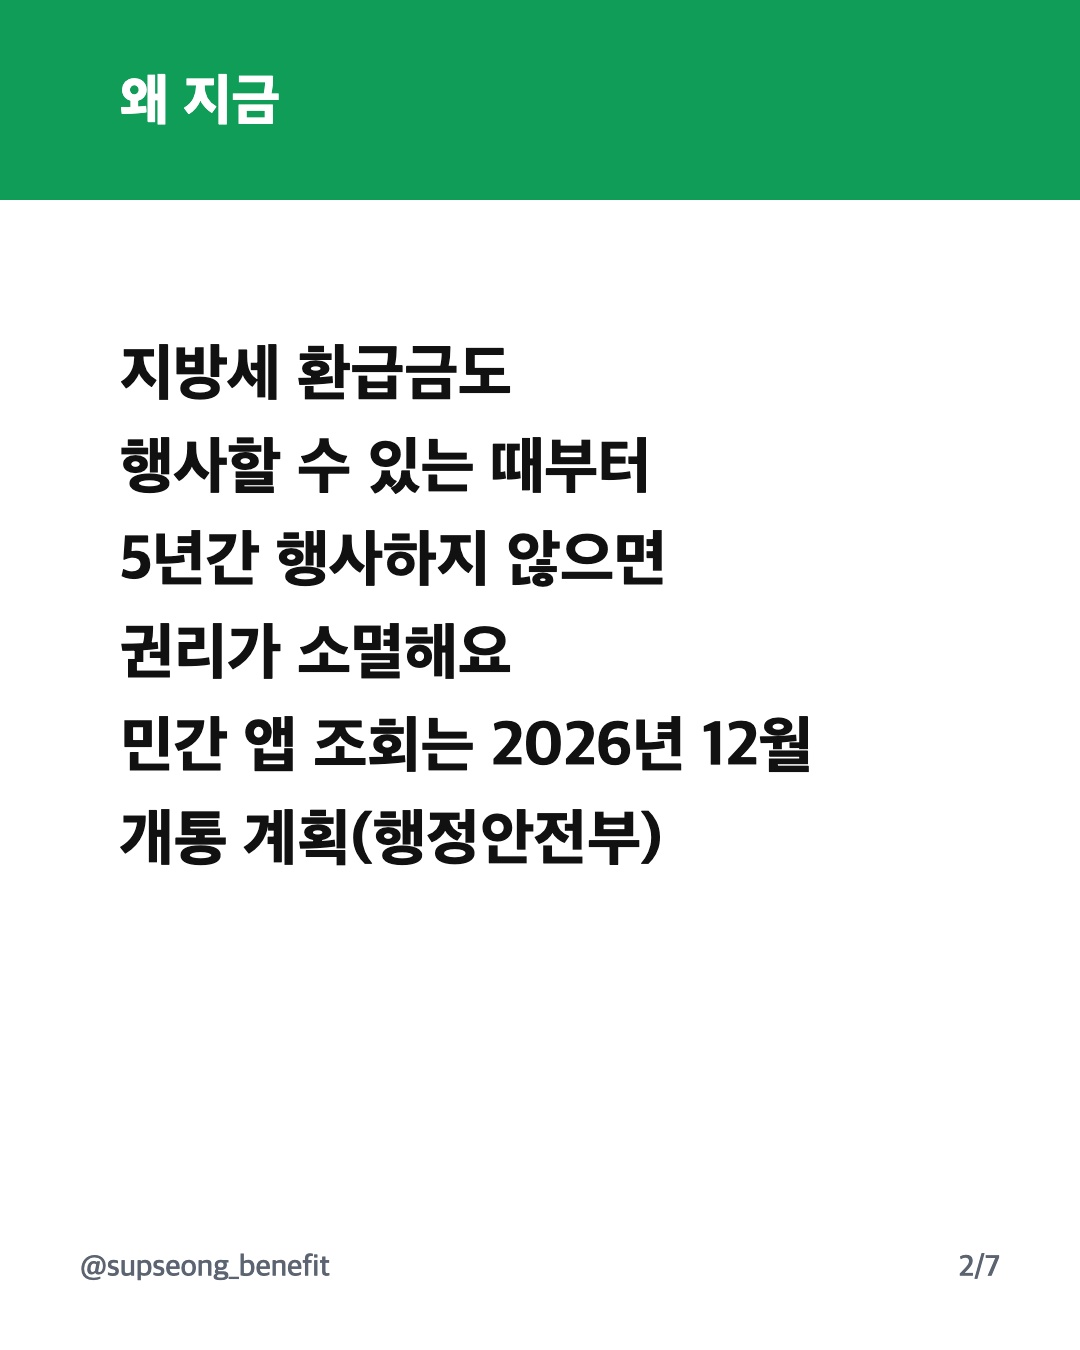 왜 지금
지방세 환급금도
행사할 수 있는 때부터
5년간 행사하지 않으면
권리가 소멸해요
민간 앱 조회는 2026년 12월
개통 계획(행정안전부)
@supseong_benefit
2/7